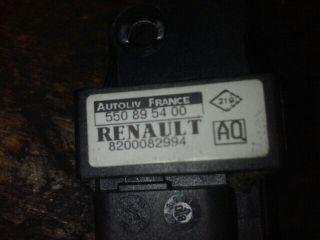 AUTOLIV FRANCE
550 89 54 00
RENAULT
8200082994
AQ